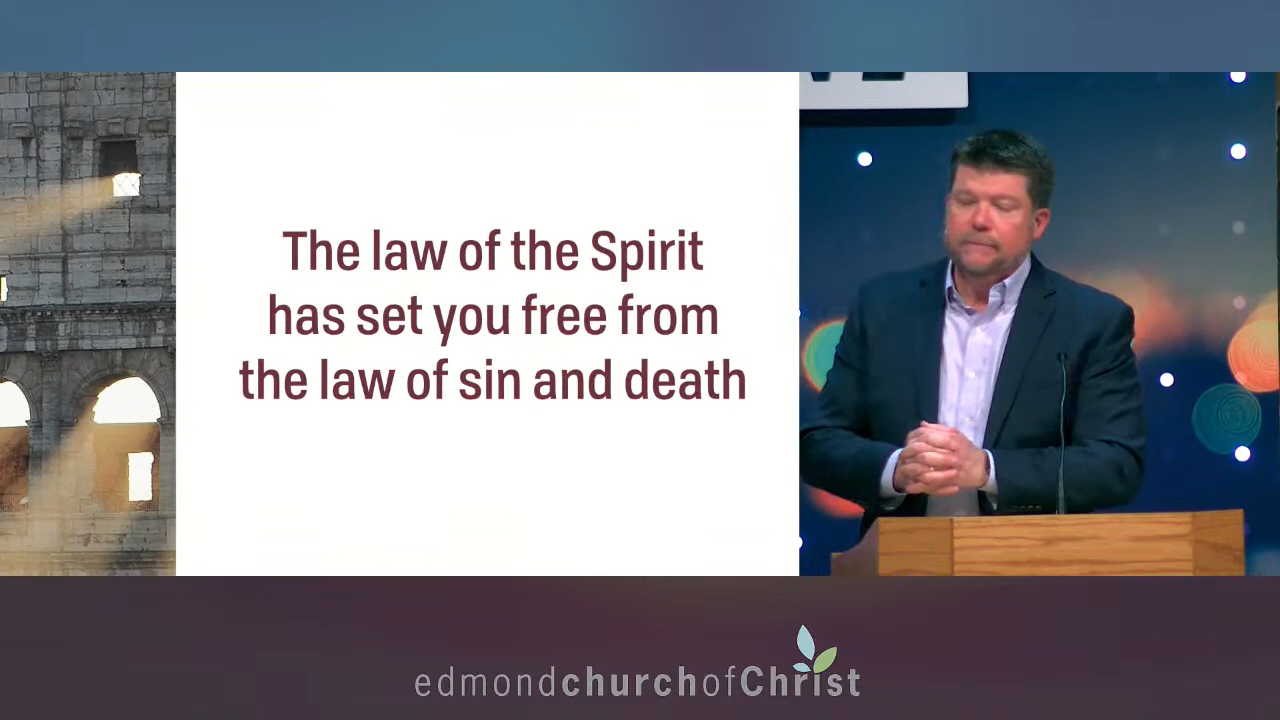 The law of the Spirit
has set you free from
the law of sin and death
edmondchurchofChrist